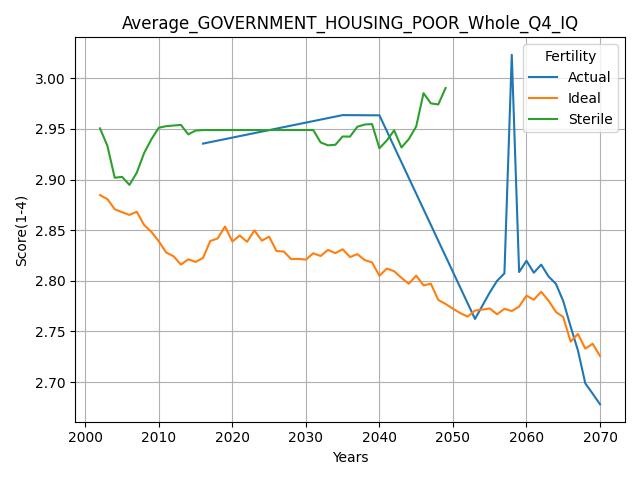 Average_GOVERNMENT_HOUSING_POOR_Whole_Q4_IQ
Fertility
Actual
Ideal
Sterile
Score(1-4)
3.00
2.95
2.90
2.85
2.80
2.75
2.70
2000 2010 2020 2030 2040 2050 2060 2070
Years